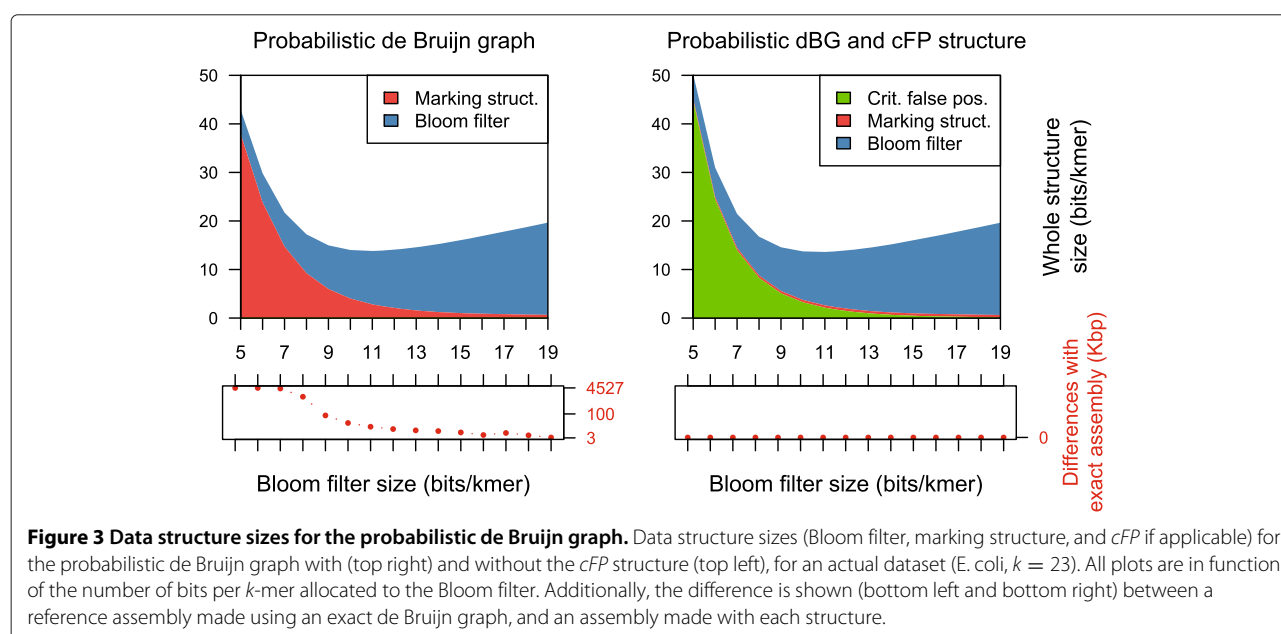 Probabilistic de Bruijn graph
50
40
30
20
10
0
Marking struct.
Bloom filter
5 7 9 11 13 15 17 19
4527
100
3
Bloom filter size (bits/kmer)
Probabilistic dBG and cFP structure
50
40
30
20
10
0
Crit. false pos.
Marking struct.
Bloom filter
5 7 9 11 13 15 17 19
0
Bloom filter size (bits/kmer)
Whole structure
size (bits/kmer)
Differences with
exact assembly (Kbp)
Figure 3 Data structure sizes for the probabilistic de Bruijn graph. Data structure sizes (Bloom filter, marking structure, and cFP if applicable) for
the probabilistic de Bruijn graph with (top right) and without the cFP structure (top left), for an actual dataset (E. coli, k = 23). All plots are in function
of the number of bits per k-mer allocated to the Bloom filter. Additionally, the difference is shown (bottom left and bottom right) between a
reference assembly made using an exact de Bruijn graph, and an assembly made with each structure.